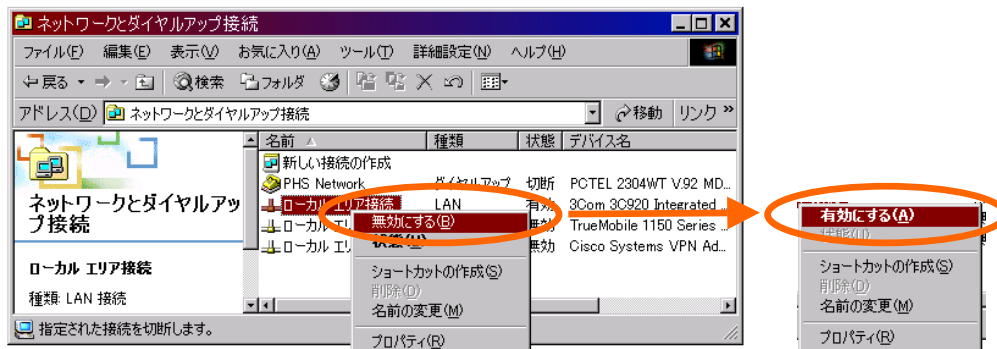 ネットワークとダイヤルアップ接続
ファイル(F) 編集(E) 表示(V) お気に入り(A) ツール(T) 詳細設定(N) ヘルプ(H)
戻る 検索 フォルダ
アドレス(D) ネットワークとダイヤルアップ接続 移動 リンク »
名前 種類 状態 デバイス名
新しい接続の作成
PHS Network ダイヤルアップ 切断 PCTEL 2304WT V.92 MD...
ローカル エリア接続 LAN 有効 3Com 3C920 Integrated ...
ローカル エリ 無効 TrueMobile 1150 Series ...
ローカル エリ 無効 Cisco Systems VPN Ad...
ネットワークとダイヤルアッ
プ接続
ローカル エリア接続
種類: LAN 接続
無効にする(B)
状態(U)
ショートカットの作成(S)
削除(D)
名前の変更(M)
プロパティ(R)
指定された接続を切断します。
有効にする(A)
状態(U)
ショートカットの作成(S)
削除(D)
名前の変更(M)
プロパティ(R)